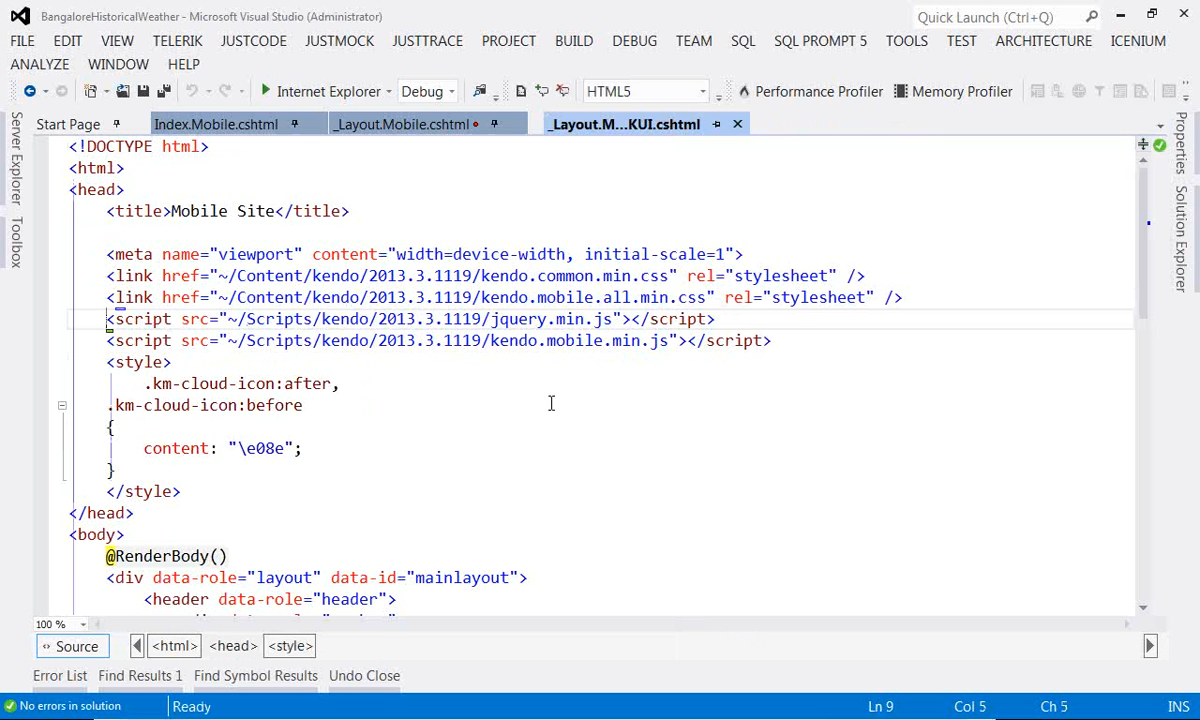 BangaloreHistoricalWeather - Microsoft Visual Studio (Administrator)
Quick Launch (Ctrl+Q)
FILE EDIT VIEW TELERIK JUSTCODE JUSTMOCK JUSTTRACE PROJECT BUILD DEBUG TEAM SQL SQL PROMPT 5 TOOLS TEST ARCHITECTURE ICENIUM
ANALYZE WINDOW HELP
Internet Explorer Debug HTML5 Performance Profiler Memory Profiler
Start Page Index.Mobile.cshtml _Layout.Mobile.cshtml _Layout.M...KUI.cshtml
Server Explorer
Toolbox
Properties
Solution Explorer
<!DOCTYPE html>
<html>
<head>
<title>Mobile Site</title>
<meta name="viewport" content="width=device-width, initial-scale=1">
<link href="~/Content/kendo/2013.3.1119/kendo.common.min.css" rel="stylesheet" />
<link href="~/Content/kendo/2013.3.1119/kendo.mobile.all.min.css" rel="stylesheet" />
<script src="~/Scripts/kendo/2013.3.1119/jquery.min.js"></script>
<script src="~/Scripts/kendo/2013.3.1119/kendo.mobile.min.js"></script>
<style>
.km-cloud-icon:after,
.km-cloud-icon:before
{
content: "\e08e";
}
</style>
</head>
<body>
@RenderBody()
<div data-role="layout" data-id="mainlayout">
<header data-role="header">
100 %
Source <html> <head> <style>
Error List Find Results 1 Find Symbol Results Undo Close
No errors in solution Ready Ln 9 Col 5 Ch 5 INS